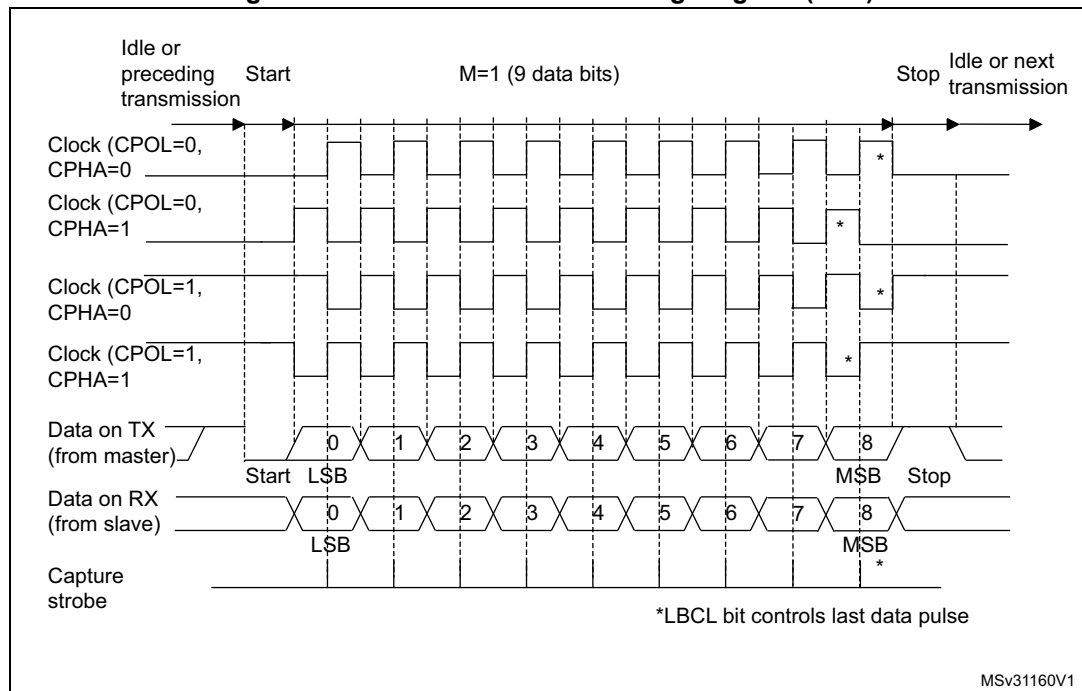 Idle or
preceding
transmission
Start
M=1 (9 data bits)
Stop
Idle or next
transmission
Clock (CPOL=0,
CPHA=0
*
Clock (CPOL=0,
CPHA=1
*
Clock (CPOL=1,
CPHA=0
*
Clock (CPOL=1,
CPHA=1
*
Data on TX
(from master)
0 1 2 3 4 5 6 7 8
Start LSB MSB Stop
Data on RX
(from slave)
0 1 2 3 4 5 6 7 8
LSB MSB
Capture
strobe
*
*LBCL bit controls last data pulse
MSv31160V1